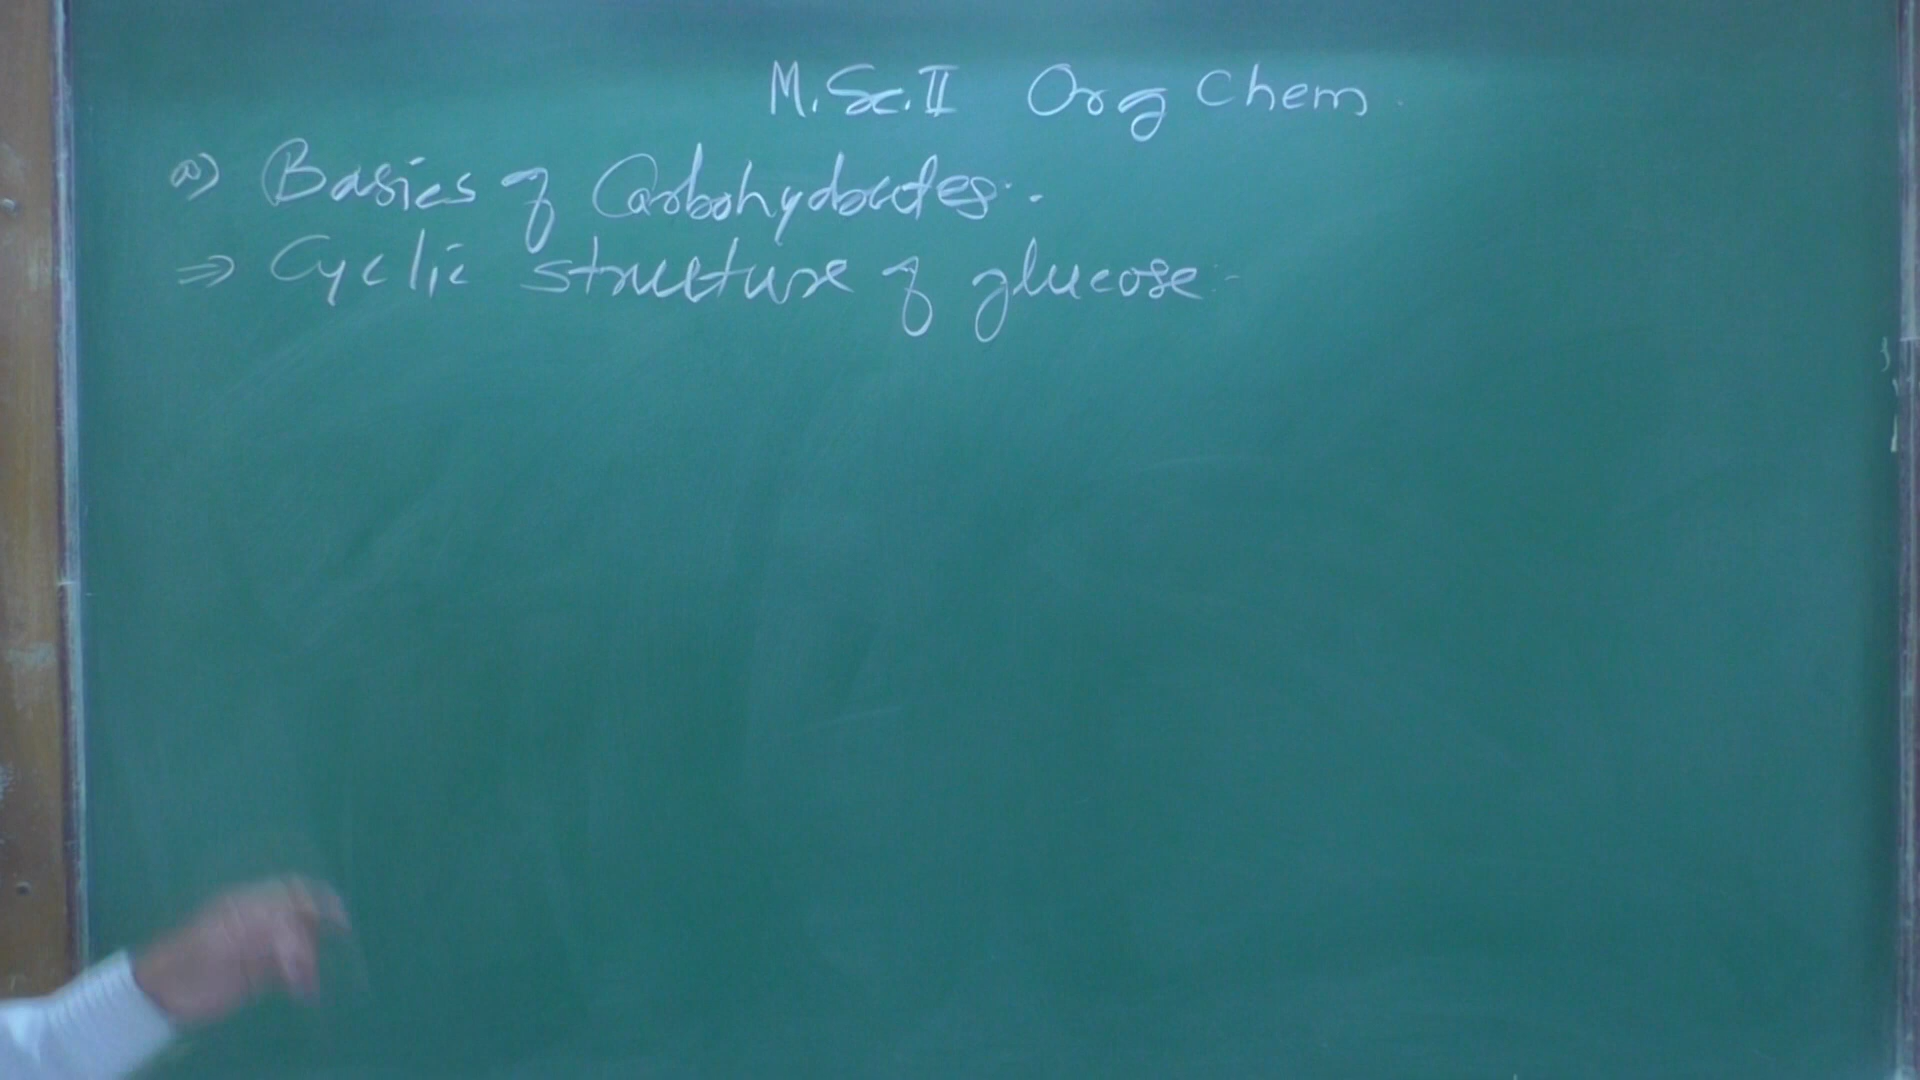 M.Sc.II Org Chem.
a) Basics of Carbohydrates:-
⇒ Cyclic structure of glucose:-